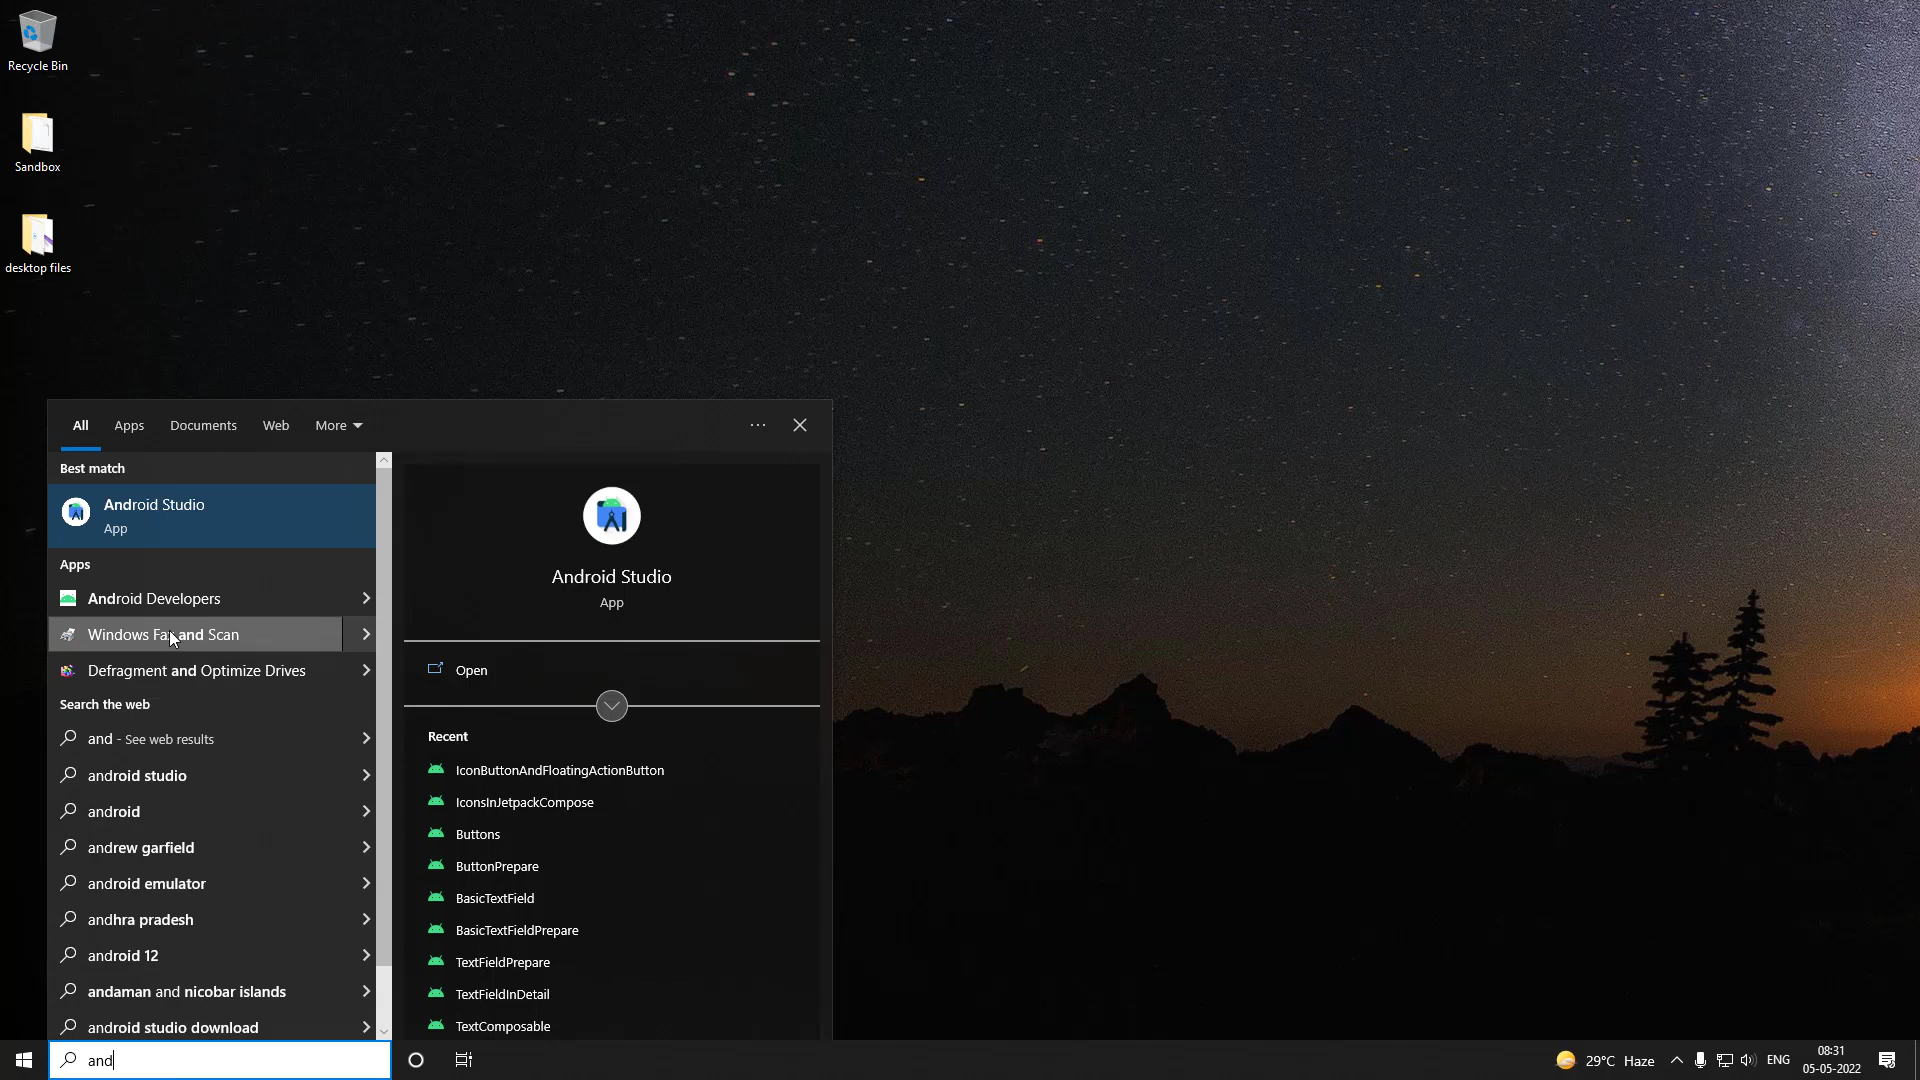 Recycle Bin
Sandbox
desktop files
All
Apps
Documents
Web
More
Best match
Android Studio
App
Apps
Android Developers
Windows Fax and Scan
Defragment and Optimize Drives
Search the web
and - See web results
android studio
android
andrew garfield
android emulator
andhra pradesh
android 12
andaman and nicobar islands
android studio download
Android Studio
App
Open
Recent
IconButtonAndFloatingActionButton
IconsInJetpackCompose
Buttons
ButtonPrepare
BasicTextField
BasicTextFieldPrepare
TextFieldPrepare
TextFieldInDetail
TextComposable
and
29°C Haze
ENG
08:31
05-05-2022